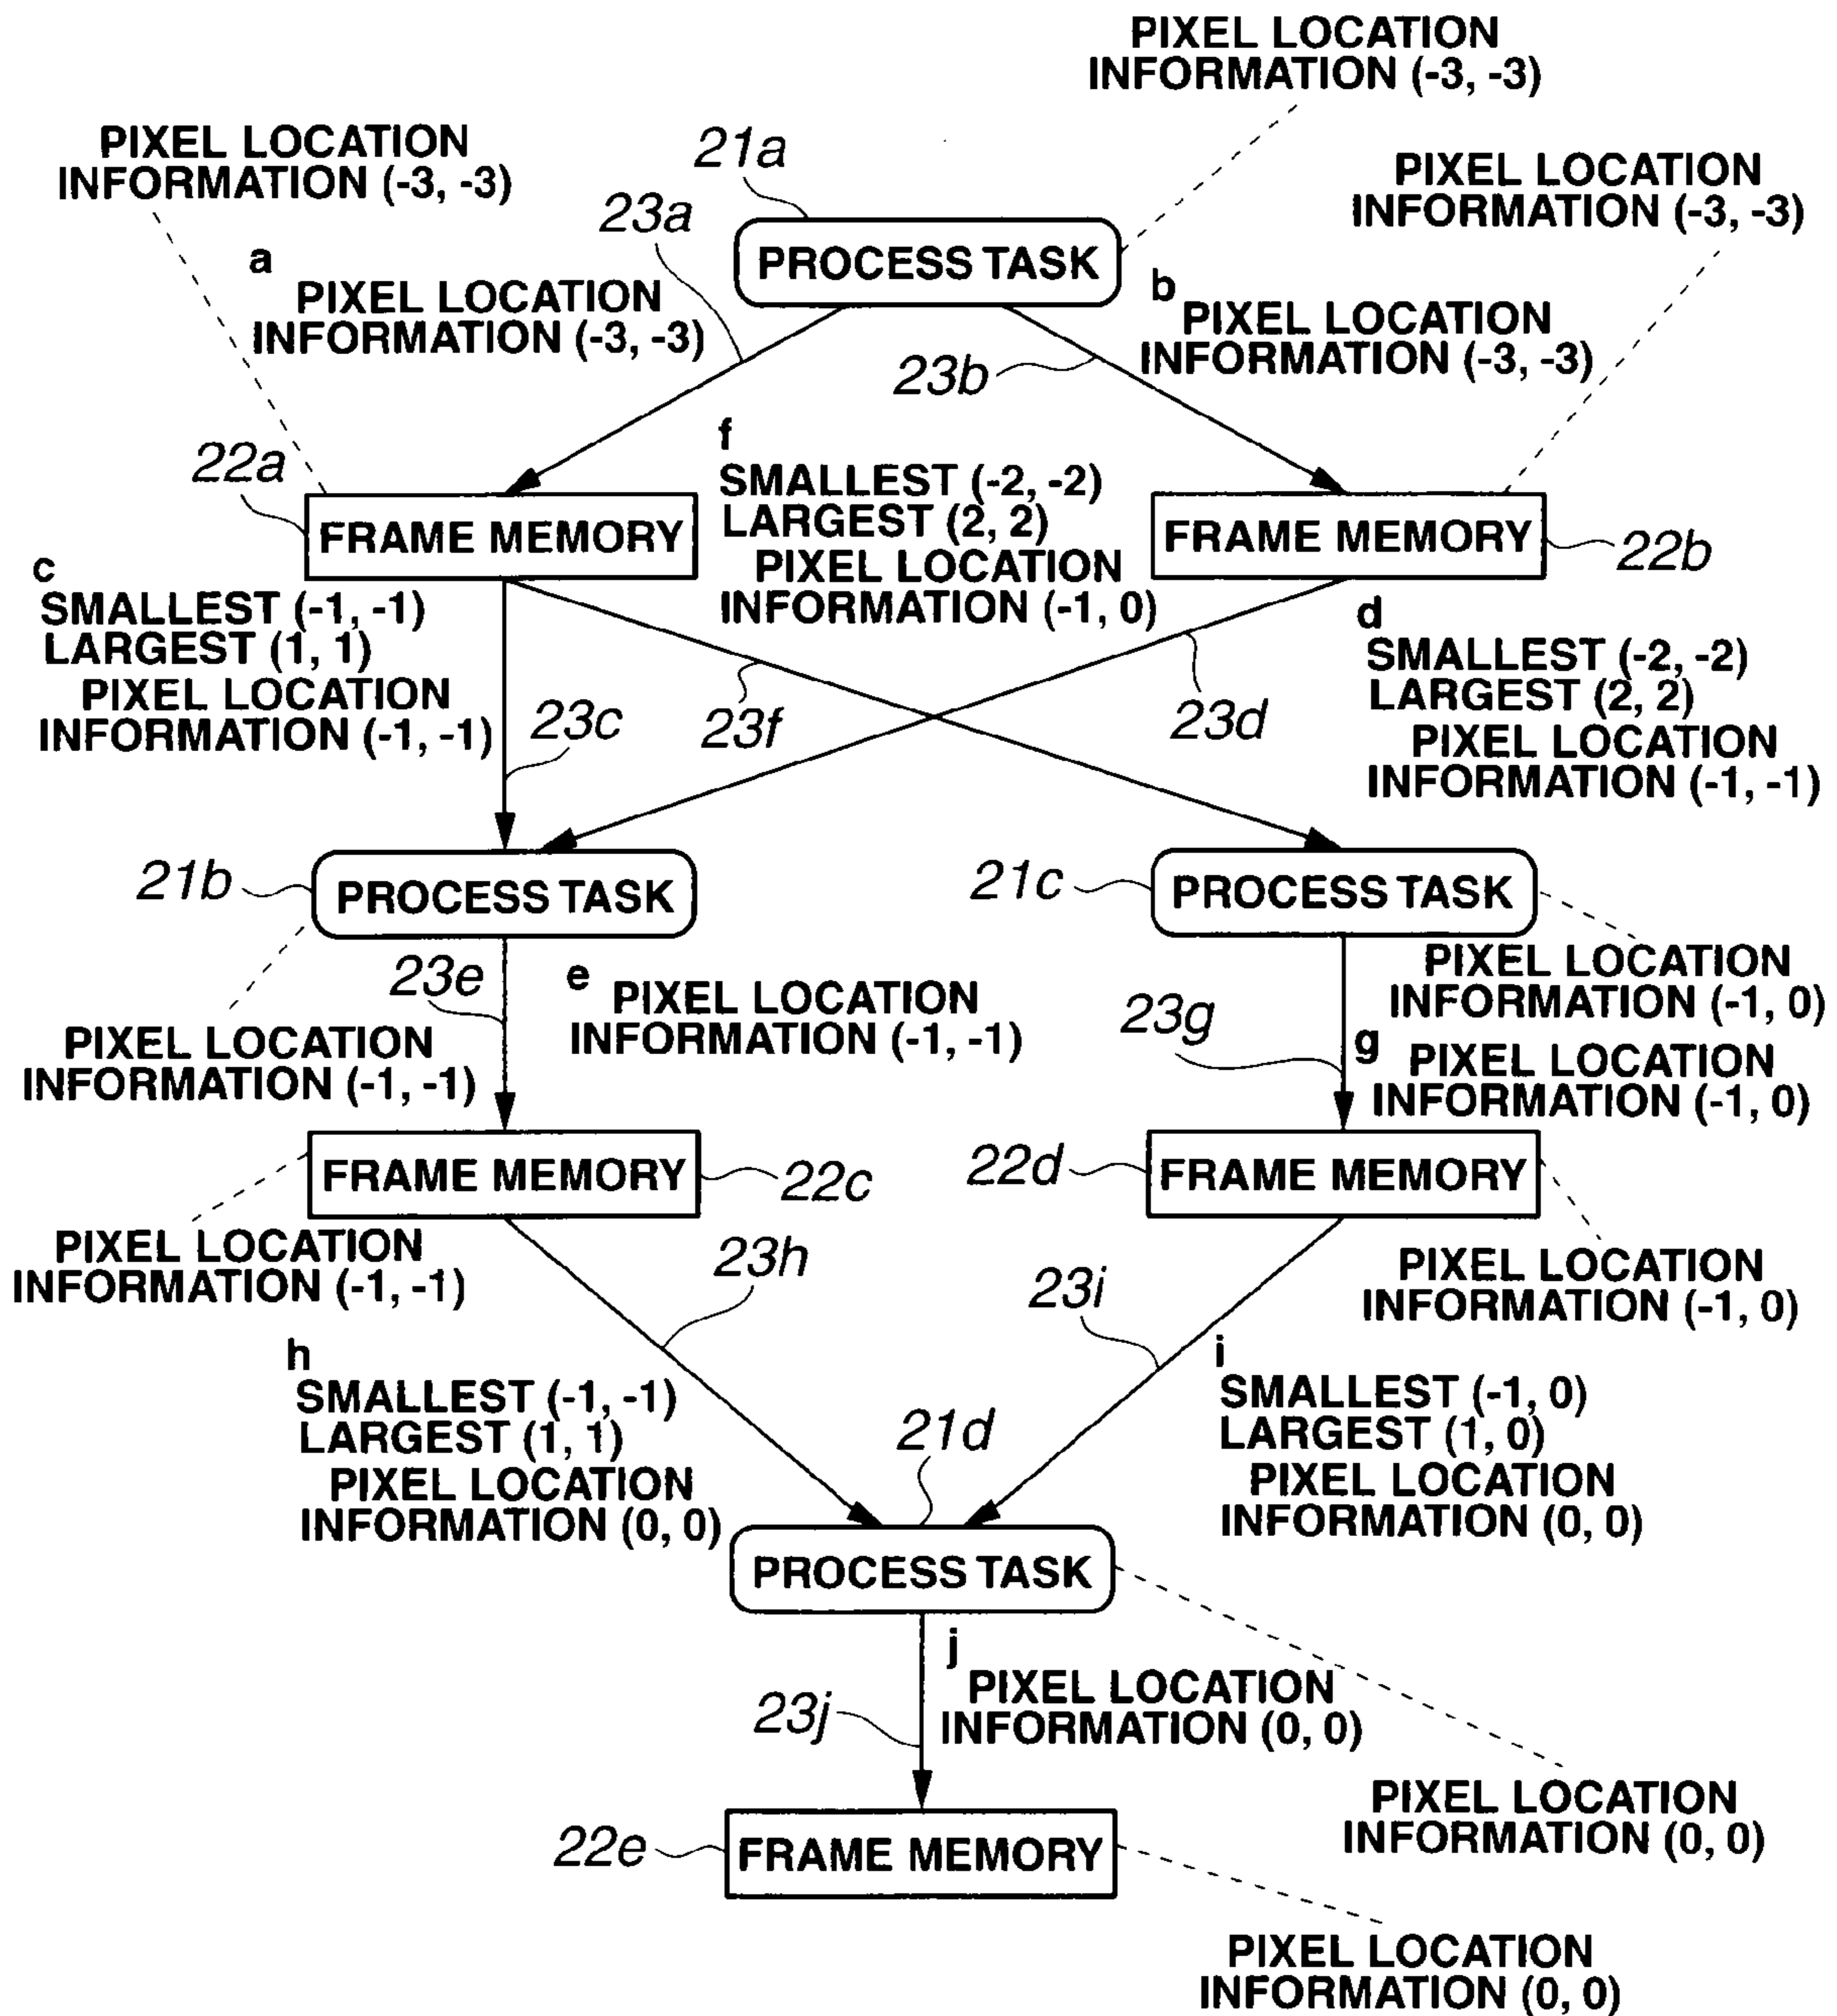 PIXEL LOCATION
INFORMATION (-3, -3)
PIXEL LOCATION
INFORMATION (-3, -3)
21a
PIXEL LOCATION
INFORMATION (-3, -3)
23a
PROCESS TASK
a
PIXEL LOCATION
INFORMATION (-3, -3)
b
PIXEL LOCATION
INFORMATION (-3, -3)
23b
22a
FRAME MEMORY
f
SMALLEST (-2, -2)
LARGEST (2, 2)
PIXEL LOCATION
INFORMATION (-1, 0)
FRAME MEMORY
22b
c
SMALLEST (-1, -1)
LARGEST (1, 1)
PIXEL LOCATION
INFORMATION (-1, -1)
23c
23f
23d
d
SMALLEST (-2, -2)
LARGEST (2, 2)
PIXEL LOCATION
INFORMATION (-1, -1)
21b
PROCESS TASK
21c
PROCESS TASK
PIXEL LOCATION
INFORMATION (-1, 0)
23e
e
PIXEL LOCATION
INFORMATION (-1, -1)
23g
g
PIXEL LOCATION
INFORMATION (-1, 0)
PIXEL LOCATION
INFORMATION (-1, -1)
FRAME MEMORY
22c
22d
FRAME MEMORY
PIXEL LOCATION
INFORMATION (-1, -1)
23h
23i
PIXEL LOCATION
INFORMATION (-1, 0)
h
SMALLEST (-1, -1)
LARGEST (1, 1)
PIXEL LOCATION
INFORMATION (0, 0)
21d
i
SMALLEST (-1, 0)
LARGEST (1, 0)
PIXEL LOCATION
INFORMATION (0, 0)
PROCESS TASK
j
PIXEL LOCATION
INFORMATION (0, 0)
23j
PIXEL LOCATION
INFORMATION (0, 0)
22e
FRAME MEMORY
PIXEL LOCATION
INFORMATION (0, 0)